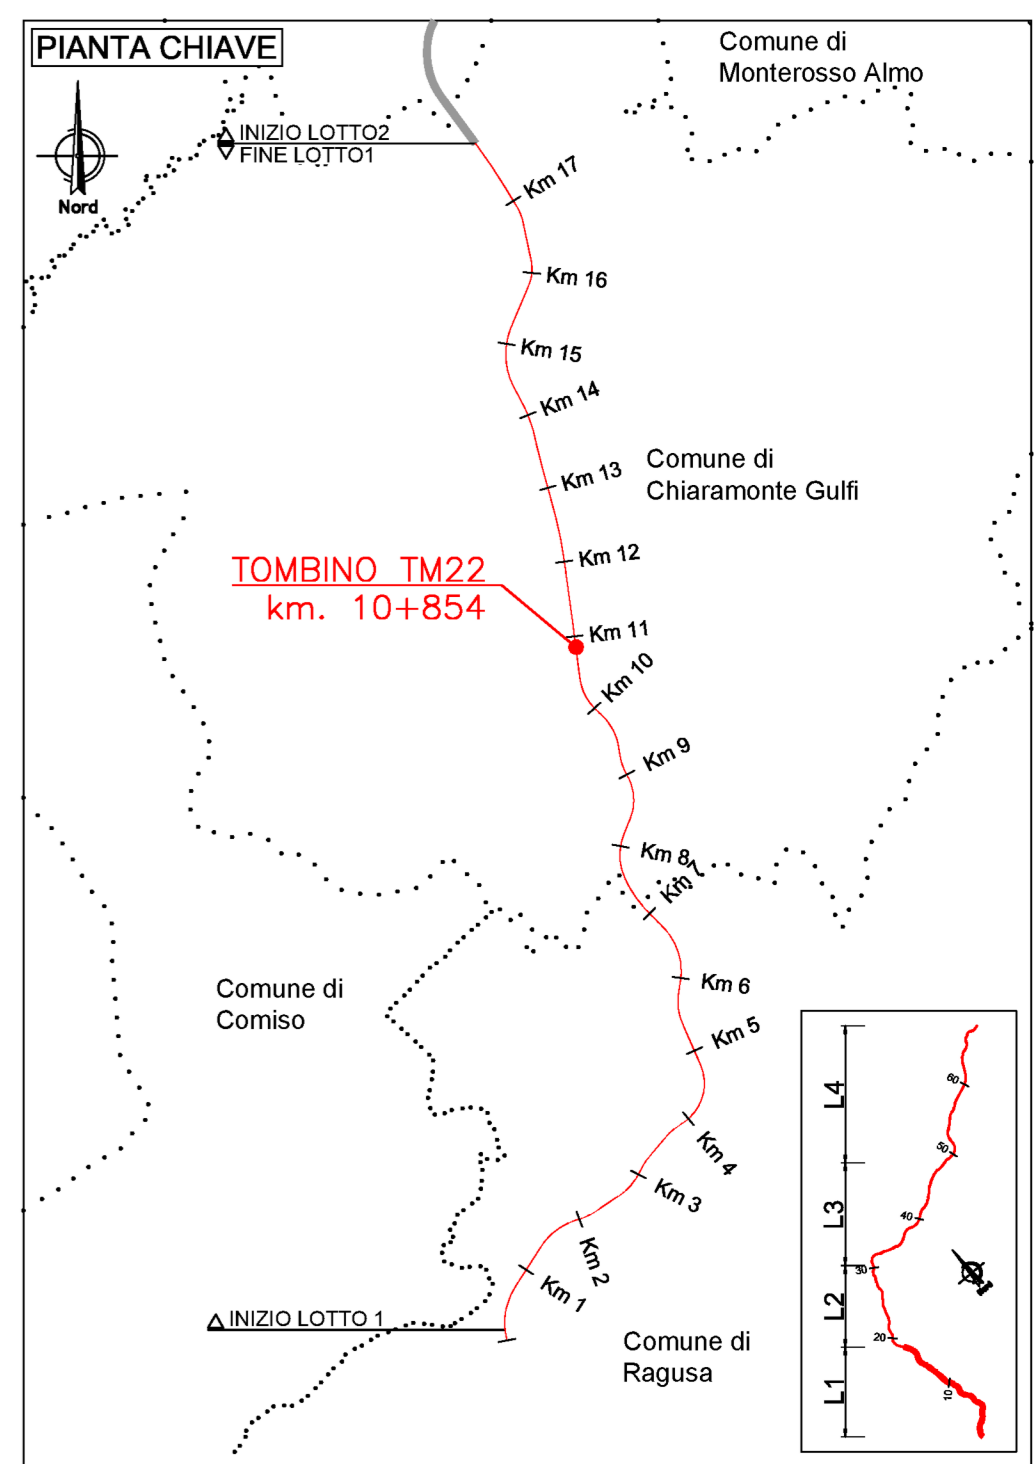 PIANTA CHIAVE
Comune di
Monterosso Almo
Nord
INIZIO LOTTO2
FINE LOTTO1
Km 17
Km 16
Km 15
Km 14
Km 13
Comune di
Chiaramonte Gulfi
Km 12
TOMBINO TM22
km. 10+854
Km 11
Km 10
Km 9
Km 8
Km 7
Km 6
Comune di
Comiso
Km 5
Km 4
Km 3
Km 2
Km 1
INIZIO LOTTO 1
Comune di
Ragusa
L4
L3
L2
L1
60
50
40
30
20
10